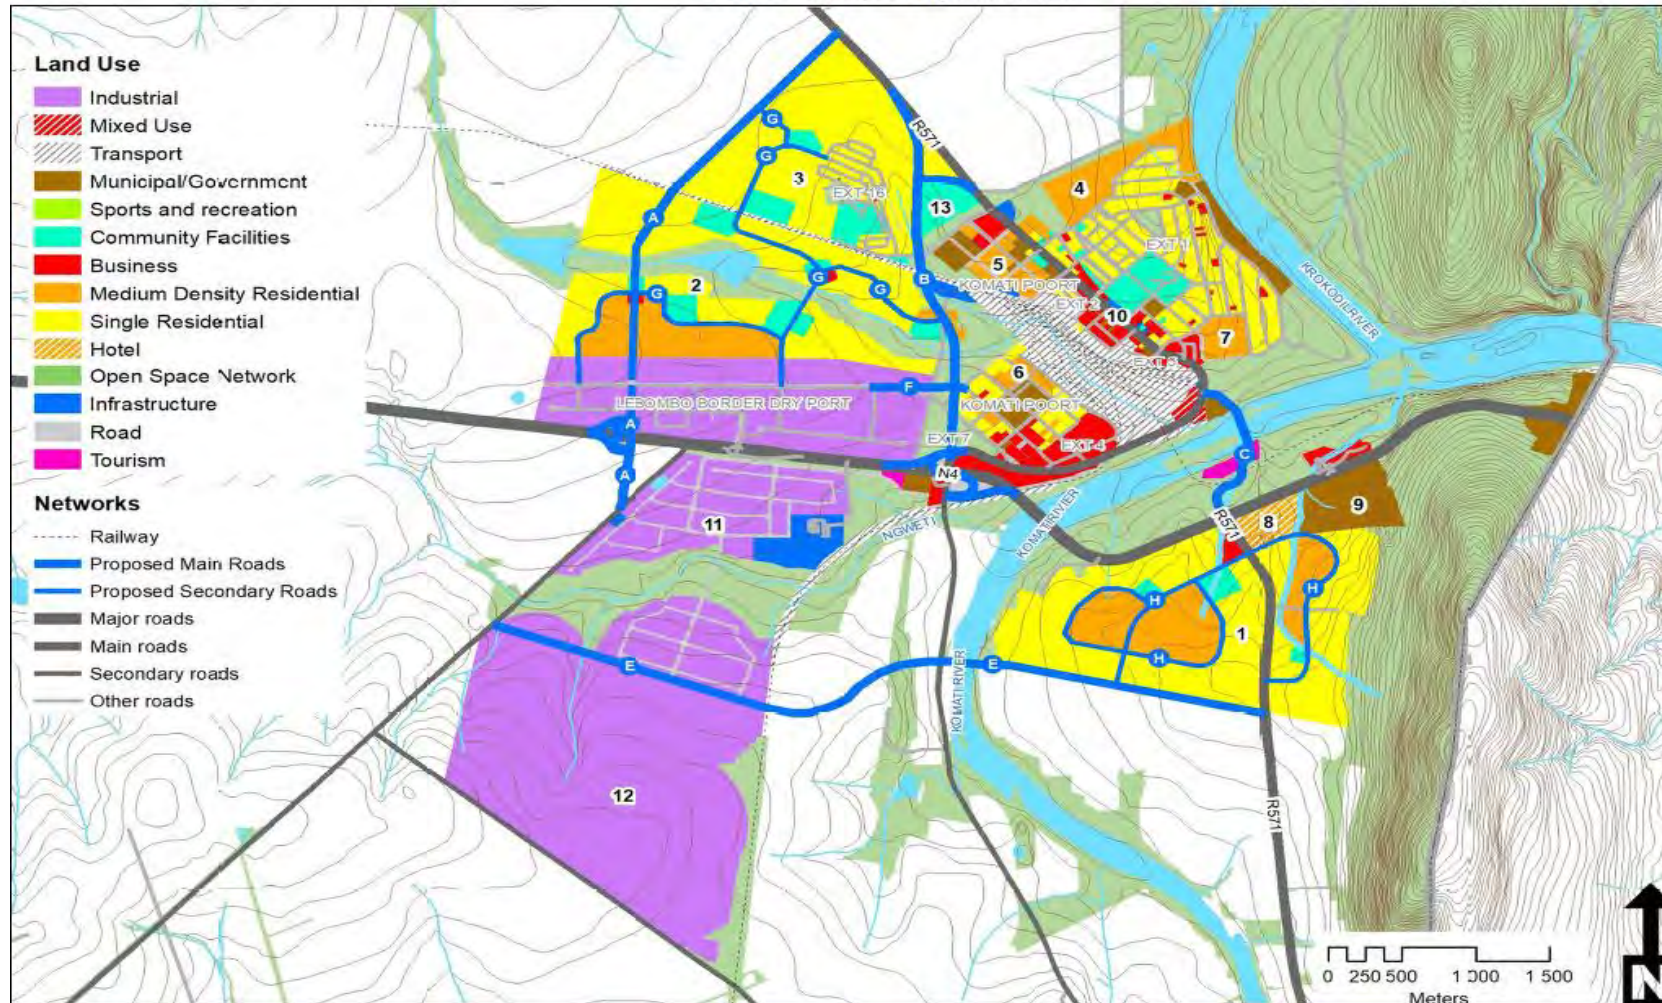 Land Use
Industrial
Mixed Use
Transport
Municipal/Government
Sports and recreation
Community Facilities
Business
Medium Density Residential
Single Residential
Hotel
Open Space Network
Infrastructure
Road
Tourism
Networks
Railway
Proposed Main Roads
Proposed Secondary Roads
Major roads
Main roads
Secondary roads
Other roads
G
R571
G
3
4
EXT 16
A
13
EXT 1
5
KROKODILRIVIER
2
G
G
G
B
KOMATI POORT
EXT 2
10
7
6
F
LEBOMBO BORDER DRY PORT
KOMATI POORT
A
EXT 7
EXT 4
C
A
N4
11
NGWETI
KOMATI RIVIER
R571
8
9
H
H
1
H
E
E
KOMATI RIVER
12
R571
0 250 500 1 000 1 500
Meters
N